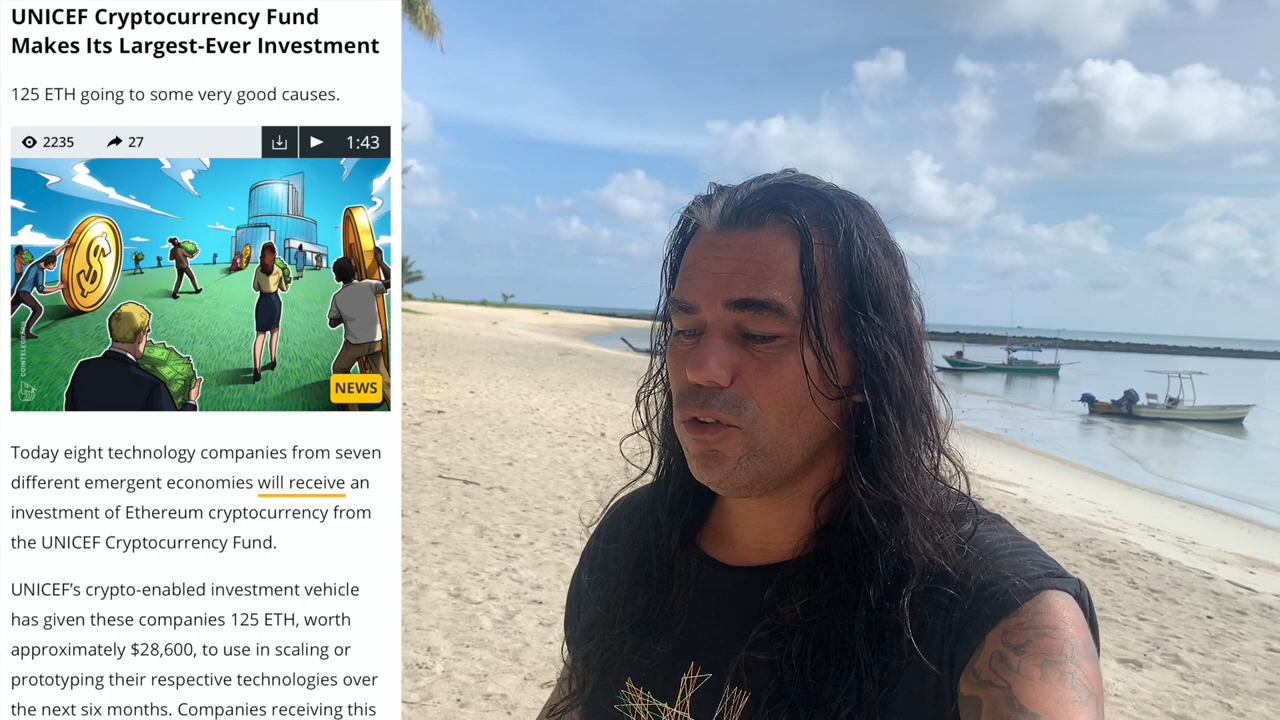 UNICEF Cryptocurrency Fund
Makes Its Largest-Ever Investment
125 ETH going to some very good causes.
2235 27 1:43
COINTELEGRAPH
NEWS
Today eight technology companies from seven
different emergent economies will receive an
investment of Ethereum cryptocurrency from
the UNICEF Cryptocurrency Fund.
UNICEF’s crypto-enabled investment vehicle
has given these companies 125 ETH, worth
approximately $28,600, to use in scaling or
prototyping their respective technologies over
the next six months. Companies receiving this